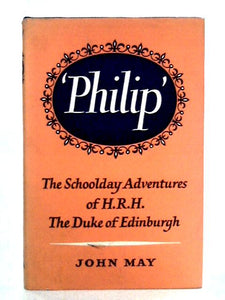 'Philip'
The Schoolday Adventures
of H.R.H.
The Duke of Edinburgh
JOHN MAY